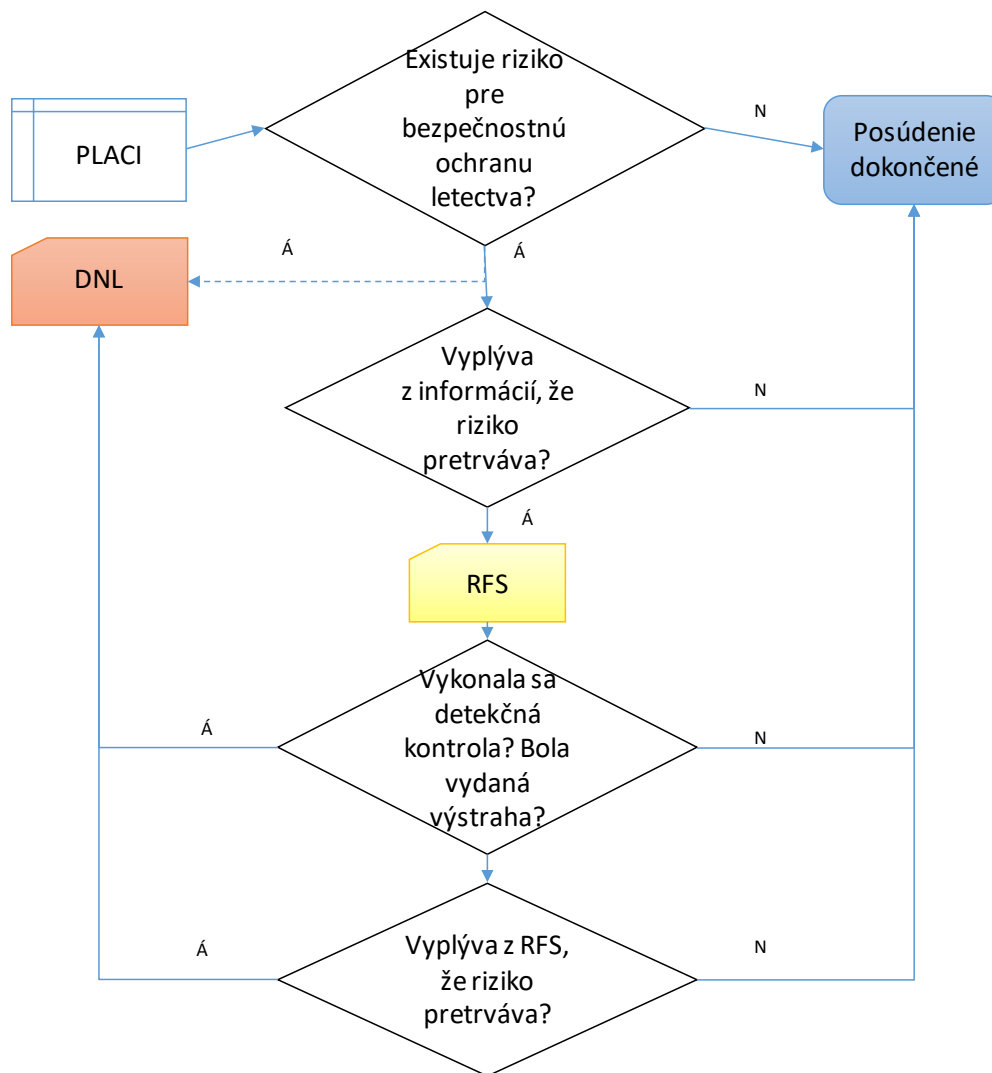 Existuje riziko
pre
bezpečnostnú
ochranu
letectva?
N
PLACI
Posúdenie
dokončené
Á
Á
DNL
Vyplýva
z informácií, že
riziko
pretrváva?
N
Á
RFS
Vykonala sa
detekčná
kontrola? Bola
vydaná
výstraha?
Á
N
Vyplýva z RFS,
že riziko
pretrváva?
Á
N